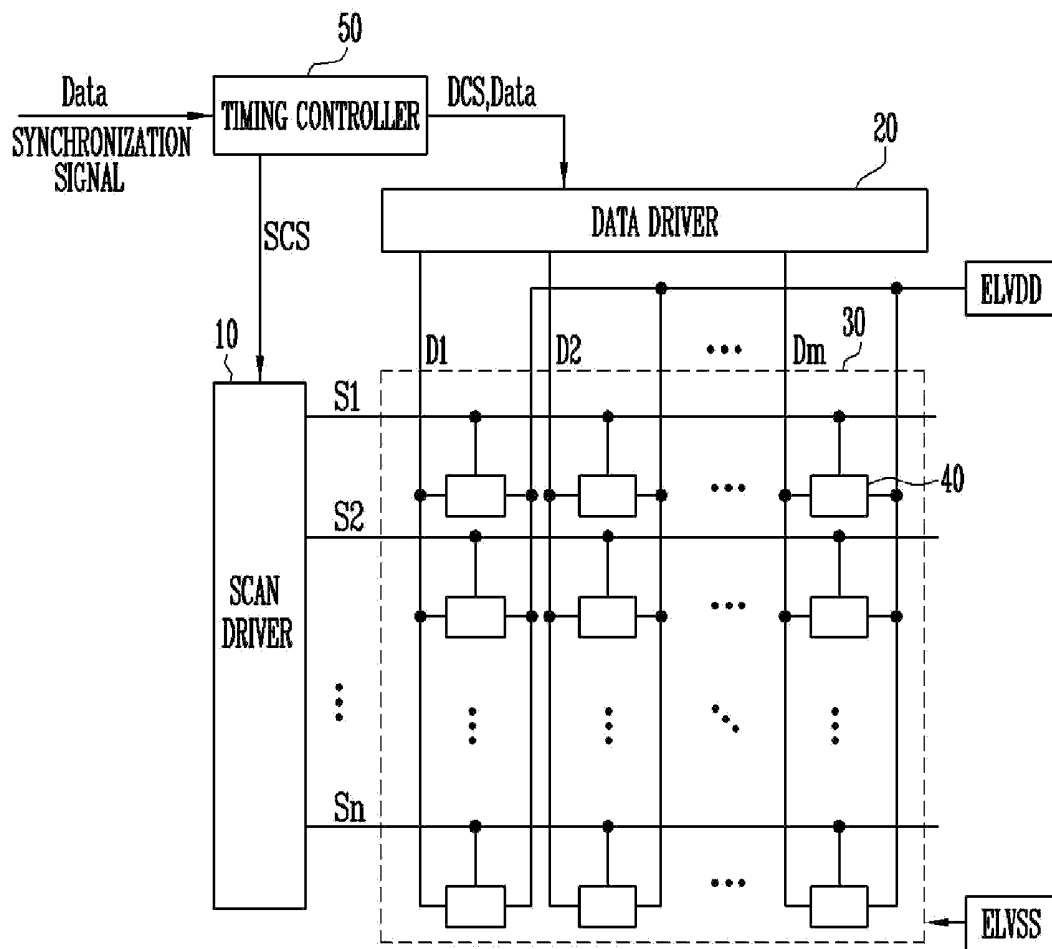 50
Data
TIMING CONTROLLER
DCS,Data
SYNCHRONIZATION
SIGNAL
20
DATA DRIVER
SCS
ELVDD
10
D1
D2
Dm
30
S1
40
S2
SCAN
DRIVER
Sn
ELVSS